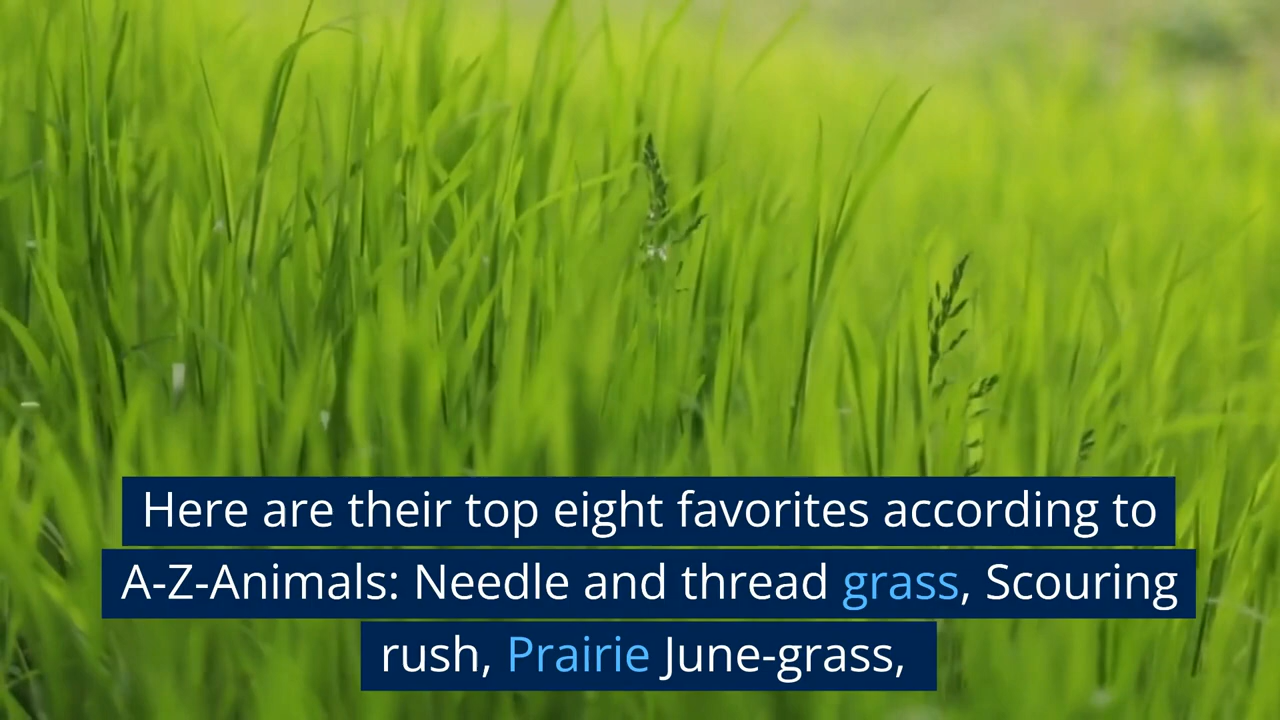 Here are their top eight favorites according to
A-Z-Animals: Needle and thread grass, Scouring
rush, Prairie June-grass,